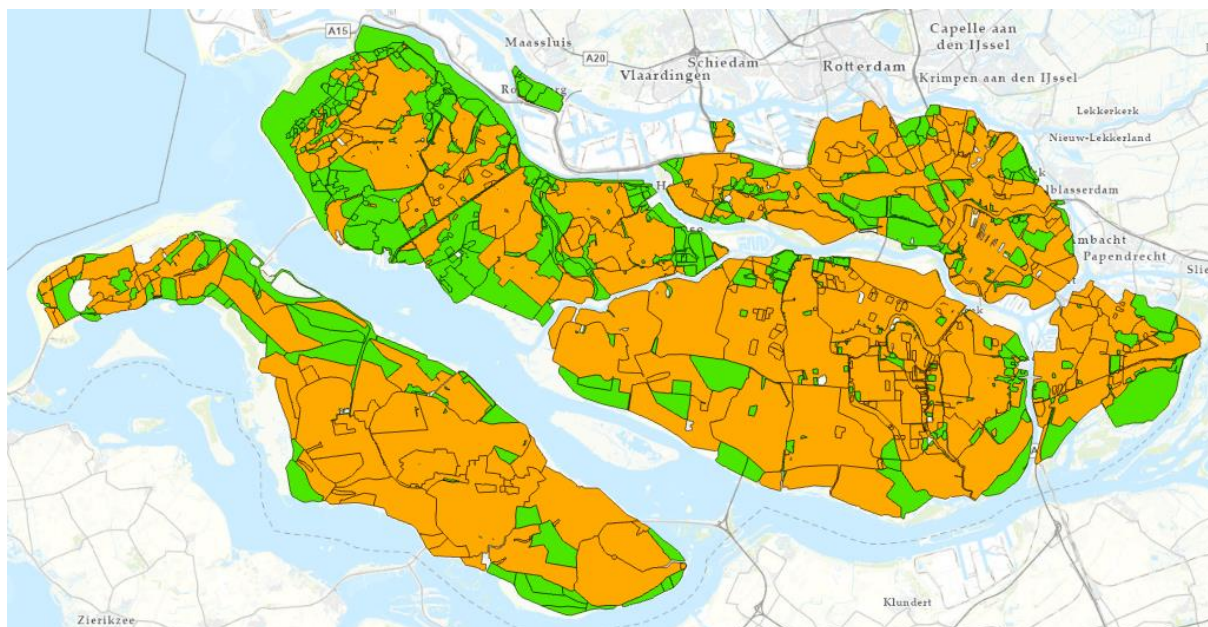 A15
Maassluis
A20
Schiedam
Vlaardingen
Capelle aan
den IJssel
Rotterdam
Krimpen aan den IJssel
Lekkerkerk
Nieuw-Lekkerland
Papendrecht
Klundert
Zierikzee